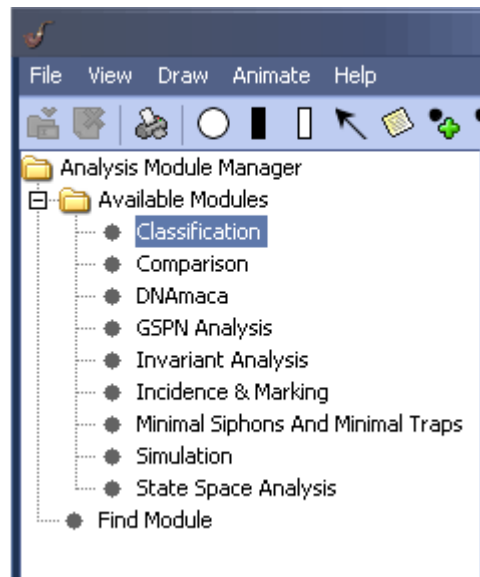 File View Draw Animate Help
Analysis Module Manager
Available Modules
Classification
Comparison
DNAmaca
GSPN Analysis
Invariant Analysis
Incidence & Marking
Minimal Siphons And Minimal Traps
Simulation
State Space Analysis
Find Module